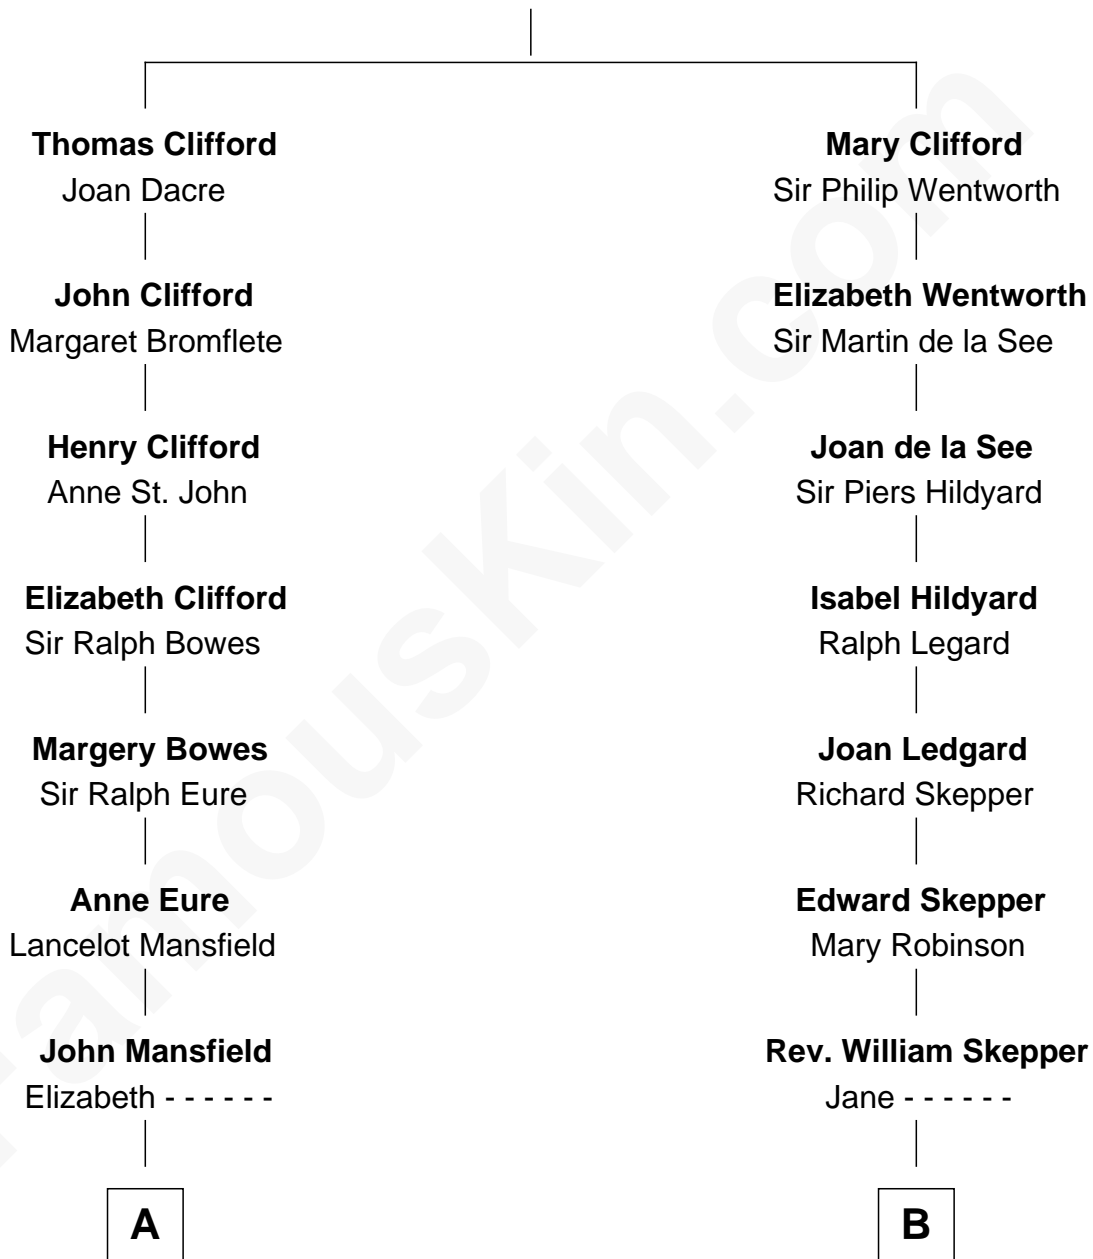 Thomas Clifford
Joan Dacre
John Clifford
Margaret Bromflete
Henry Clifford
Anne St. John
Elizabeth Clifford
Sir Ralph Bowes
Margery Bowes
Sir Ralph Eure
Anne Eure
Lancelot Mansfield
John Mansfield
Elizabeth - - - - - -
A
Mary Clifford
Sir Philip Wentworth
Elizabeth Wentworth
Sir Martin de la See
Joan de la See
Sir Piers Hildyard
Isabel Hildyard
Ralph Legard
Joan Ledgard
Richard Skepper
Edward Skepper
Mary Robinson
Rev. William Skepper
Jane - - - - - -
B
FamousKin.com